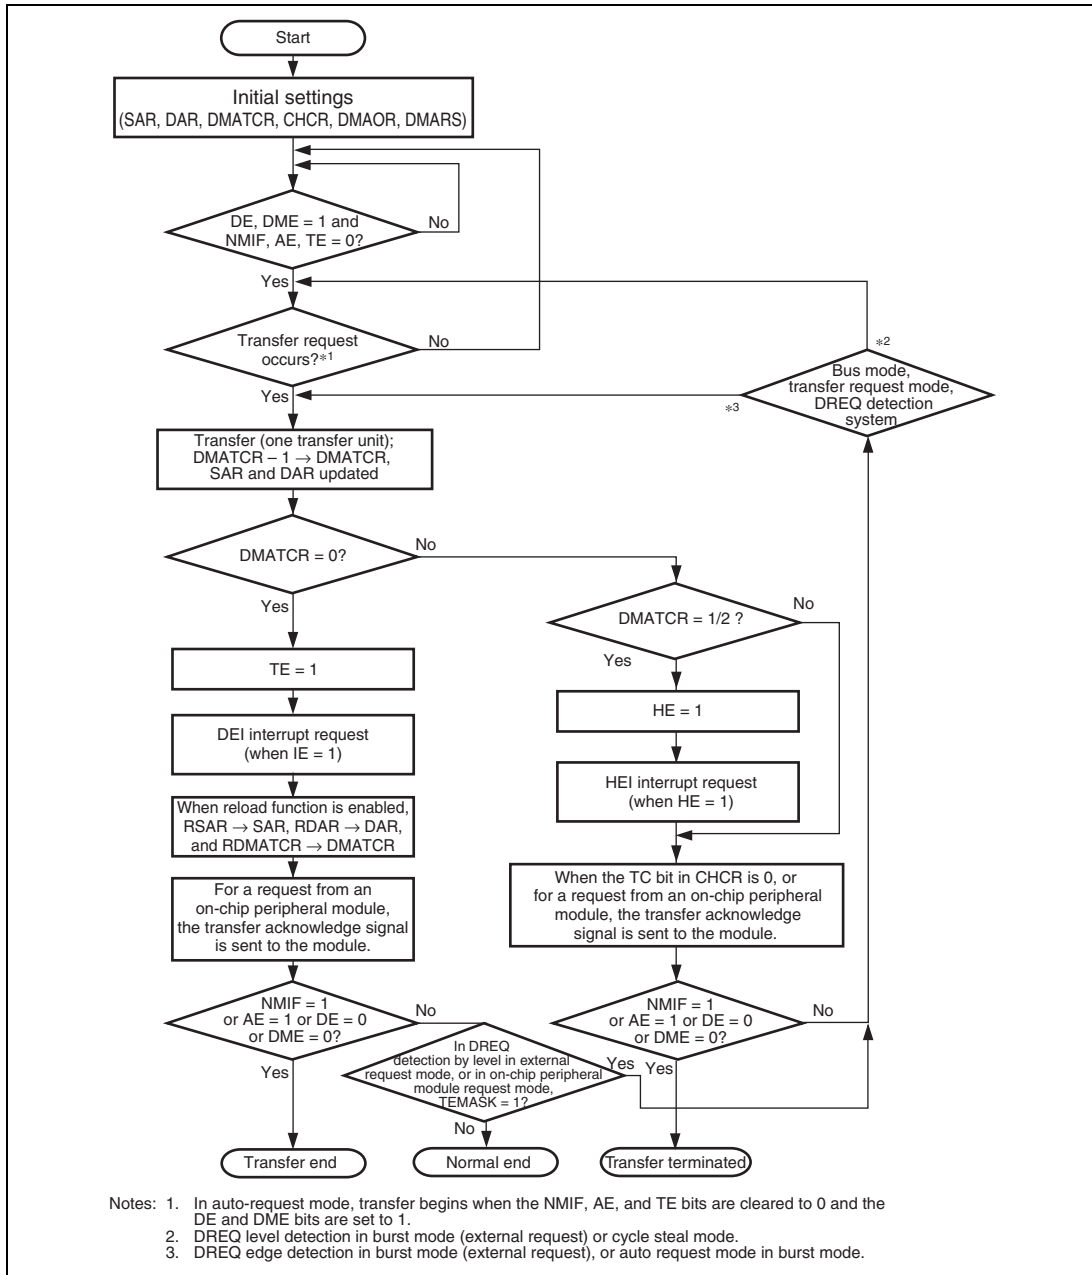 Start
Initial settings
(SAR, DAR, DMATCR, CHCR, DMAOR, DMARS)
DE, DME = 1 and
NMIF, AE, TE = 0?
No
Yes
Transfer request
occurs?*1
No
Yes
*2
Bus mode,
transfer request mode,
DREQ detection
system
*3
Transfer (one transfer unit);
DMATCR – 1 → DMATCR,
SAR and DAR updated
DMATCR = 0?
No
Yes
DMATCR = 1/2 ?
No
Yes
TE = 1
HE = 1
DEI interrupt request
(when IE = 1)
HEI interrupt request
(when HE = 1)
When reload function is enabled,
RSAR → SAR, RDAR → DAR,
and RDMATCR → DMATCR
For a request from an
on-chip peripheral module,
the transfer acknowledge signal
is sent to the module.
When the TC bit in CHCR is 0, or
for a request from an on-chip peripheral
module, the transfer acknowledge
signal is sent to the module.
NMIF = 1
or AE = 1 or DE = 0
or DME = 0?
No
Yes
NMIF = 1
or AE = 1 or DE = 0
or DME = 0?
No
Yes
In DREQ
detection by level in external
request mode, or in on-chip peripheral
module request mode,
TEMASK = 1?
Yes
No
Transfer end
Normal end
Transfer terminated
Notes: 1. In auto-request mode, transfer begins when the NMIF, AE, and TE bits are cleared to 0 and the
DE and DME bits are set to 1.
2. DREQ level detection in burst mode (external request) or cycle steal mode.
3. DREQ edge detection in burst mode (external request), or auto request mode in burst mode.